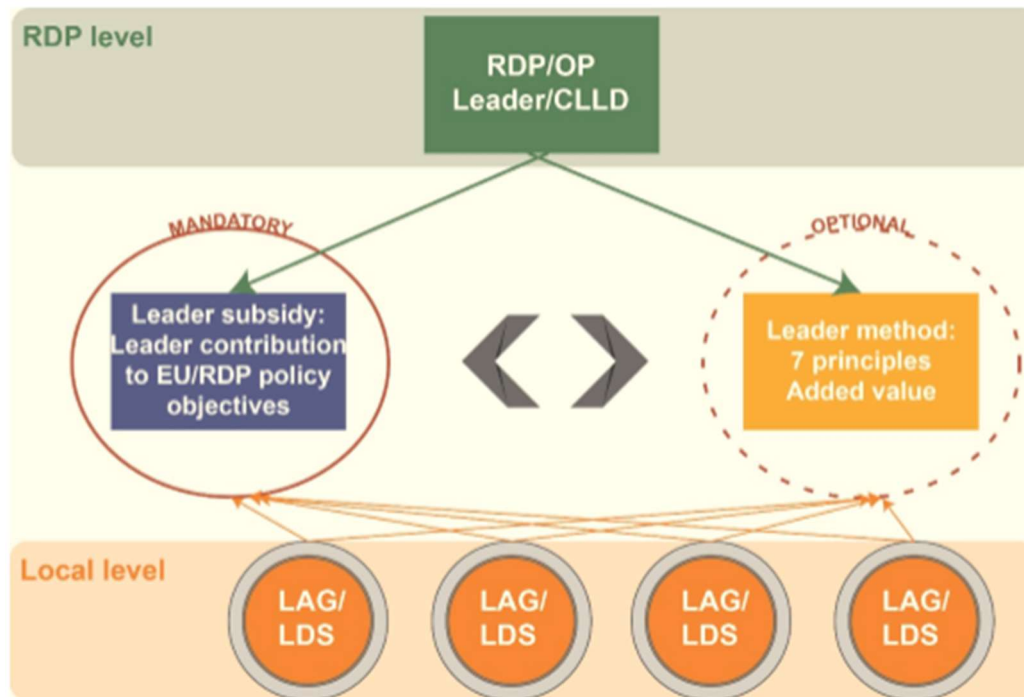 RDP level
RDP/OP
Leader/CLLD
MANDATORY
OPTIONAL
Leader subsidy:
Leader contribution
to EU/RDP policy
objectives
Leader method:
7 principles
Added value
Local level
LAG/
LDS
LAG/
LDS
LAG/
LDS
LAG/
LDS